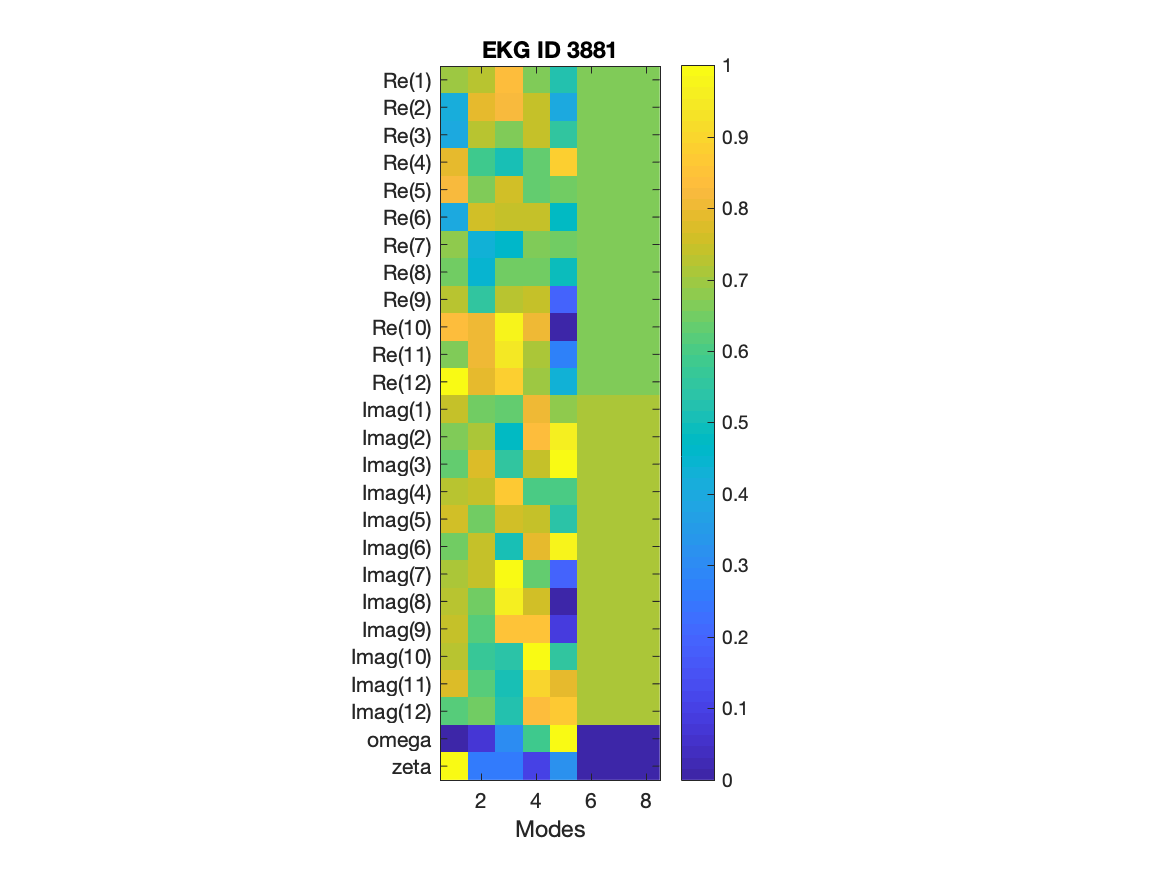 EKG ID 3881
Re(1)
Re(2)
Re(3)
Re(4)
Re(5)
Re(6)
Re(7)
Re(8)
Re(9)
Re(10)
Re(11)
Re(12)
Imag(1)
Imag(2)
Imag(3)
Imag(4)
Imag(5)
Imag(6)
Imag(7)
Imag(8)
Imag(9)
Imag(10)
Imag(11)
Imag(12)
omega
zeta
2 4 6 8
Modes
1
0.9
0.8
0.7
0.6
0.5
0.4
0.3
0.2
0.1
0